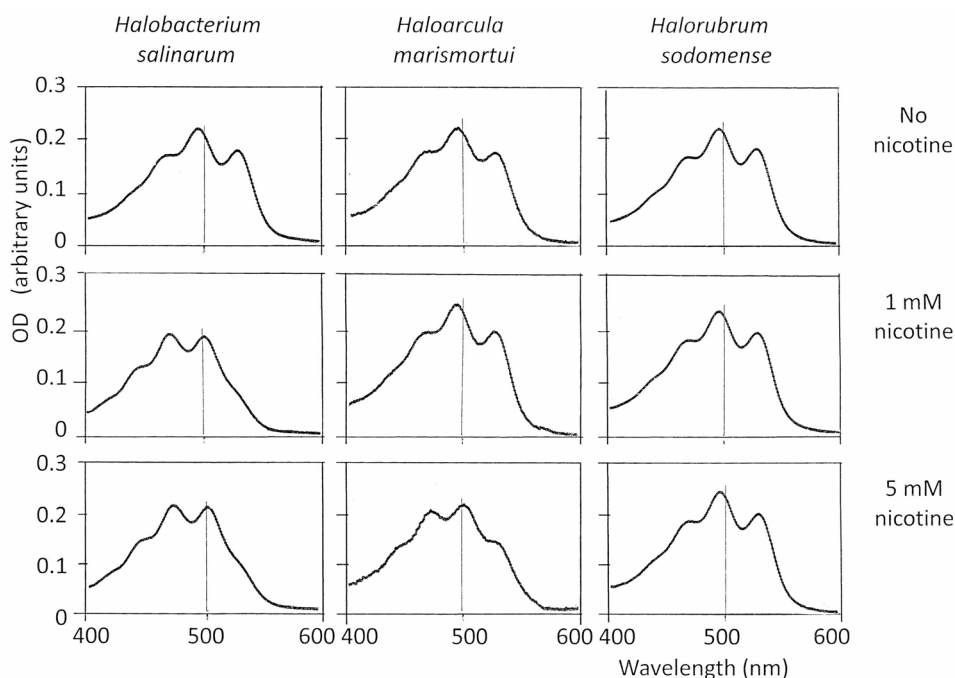 Halobacterium salinarum
Haloarcula marismortui
Halorubrum sodomense
OD (arbitrary units)
0.3
0.2
0.1
0
No nicotine
0.3
0.2
0.1
0
1 mM nicotine
0.3
0.2
0.1
0
5 mM nicotine
400 500 600 400 500 600 400 500 600
Wavelength (nm)